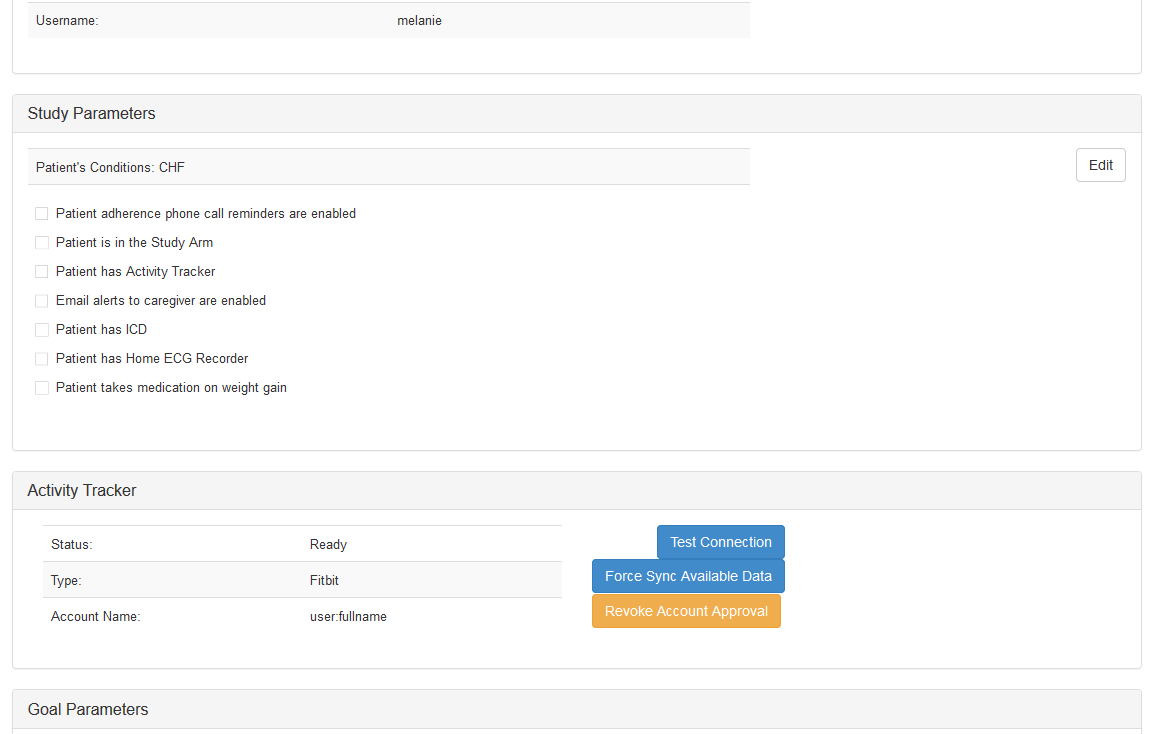 Username: melanie
Study Parameters
Patient's Conditions: CHF
Edit
Patient adherence phone call reminders are enabled
Patient is in the Study Arm
Patient has Activity Tracker
Email alerts to caregiver are enabled
Patient has ICD
Patient has Home ECG Recorder
Patient takes medication on weight gain
Activity Tracker
Status: Ready
Test Connection
Type: Fitbit
Force Sync Available Data
Account Name: user:fullname
Revoke Account Approval
Goal Parameters